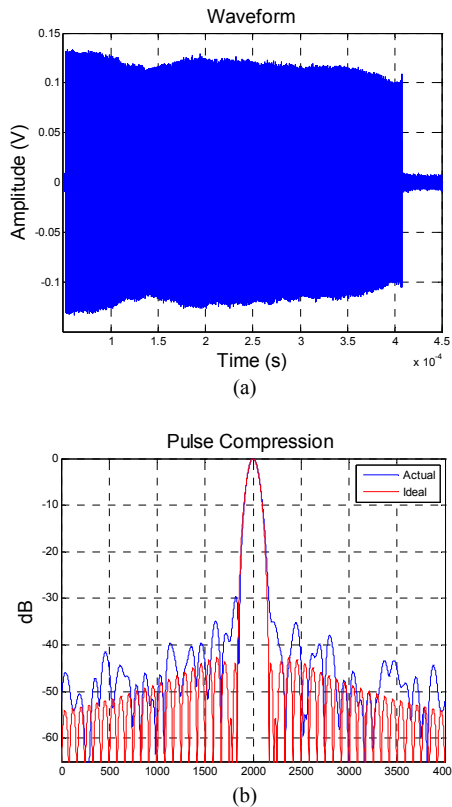 Waveform
0.15
0.1
0.05
0
-0.05
-0.1
Amplitude (V)
1 1.5 2 2.5 3 3.5 4 4.5
x 10⁻⁴
Time (s)
(a)
Pulse Compression
0
-10
-20
-30
-40
-50
-60
dB
Actual
Ideal
0 500 1000 1500 2000 2500 3000 3500 400
(b)